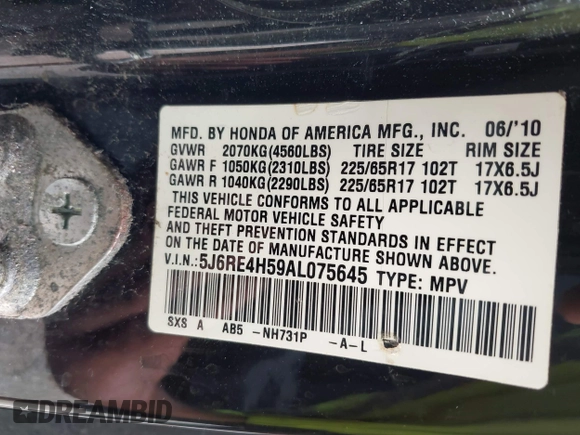 MFD. BY HONDA OF AMERICA MFG., INC. 06/'10
GVWR 2070KG(4560LBS) TIRE SIZE RIM SIZE
GAWR F 1050KG(2310LBS) 225/65R17 102T 17X6.5J
GAWR R 1040KG(2290LBS) 225/65R17 102T 17X6.5J
THIS VEHICLE CONFORMS TO ALL APPLICABLE
FEDERAL MOTOR VEHICLE SAFETY
AND THEFT PREVENTION STANDARDS IN EFFECT
ON THE DATE OF MANUFACTURE SHOWN ABOVE.
V.I.N.: 5J6RE4H59AL075645 TYPE: MPV
SXS A AB5 -NH731P -A-L
DREAMBID